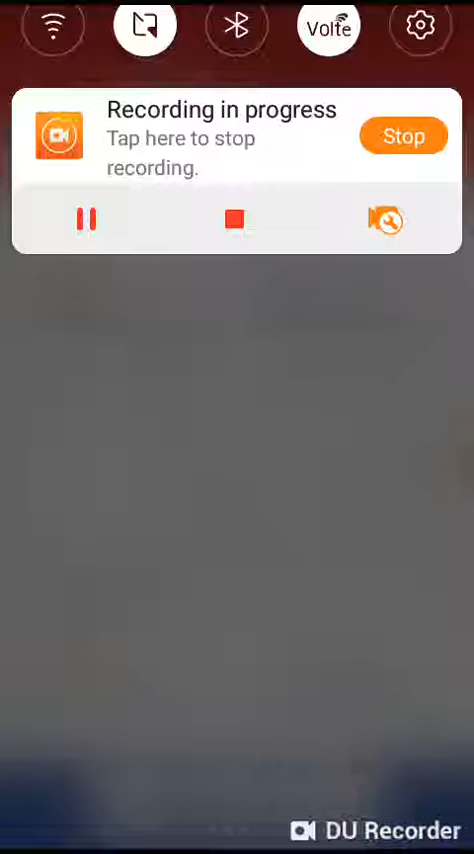 Volte
Recording in progress
Tap here to stop
recording.
Stop
DU Recorder